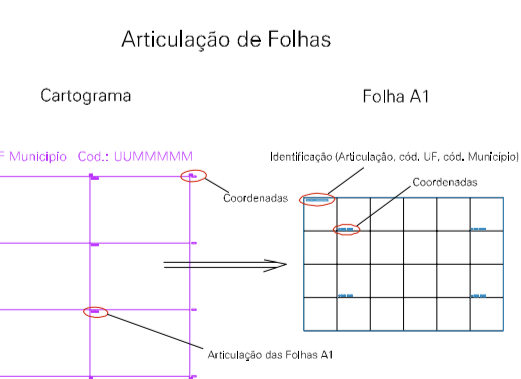 Articulação de Folhas
Cartograma
Folha A1
F Município Cod.: UUMMMMM
Identificação (Articulação, cód. UF, cód. Município)
Coordenadas
Coordenadas
Articulação das Folhas A1